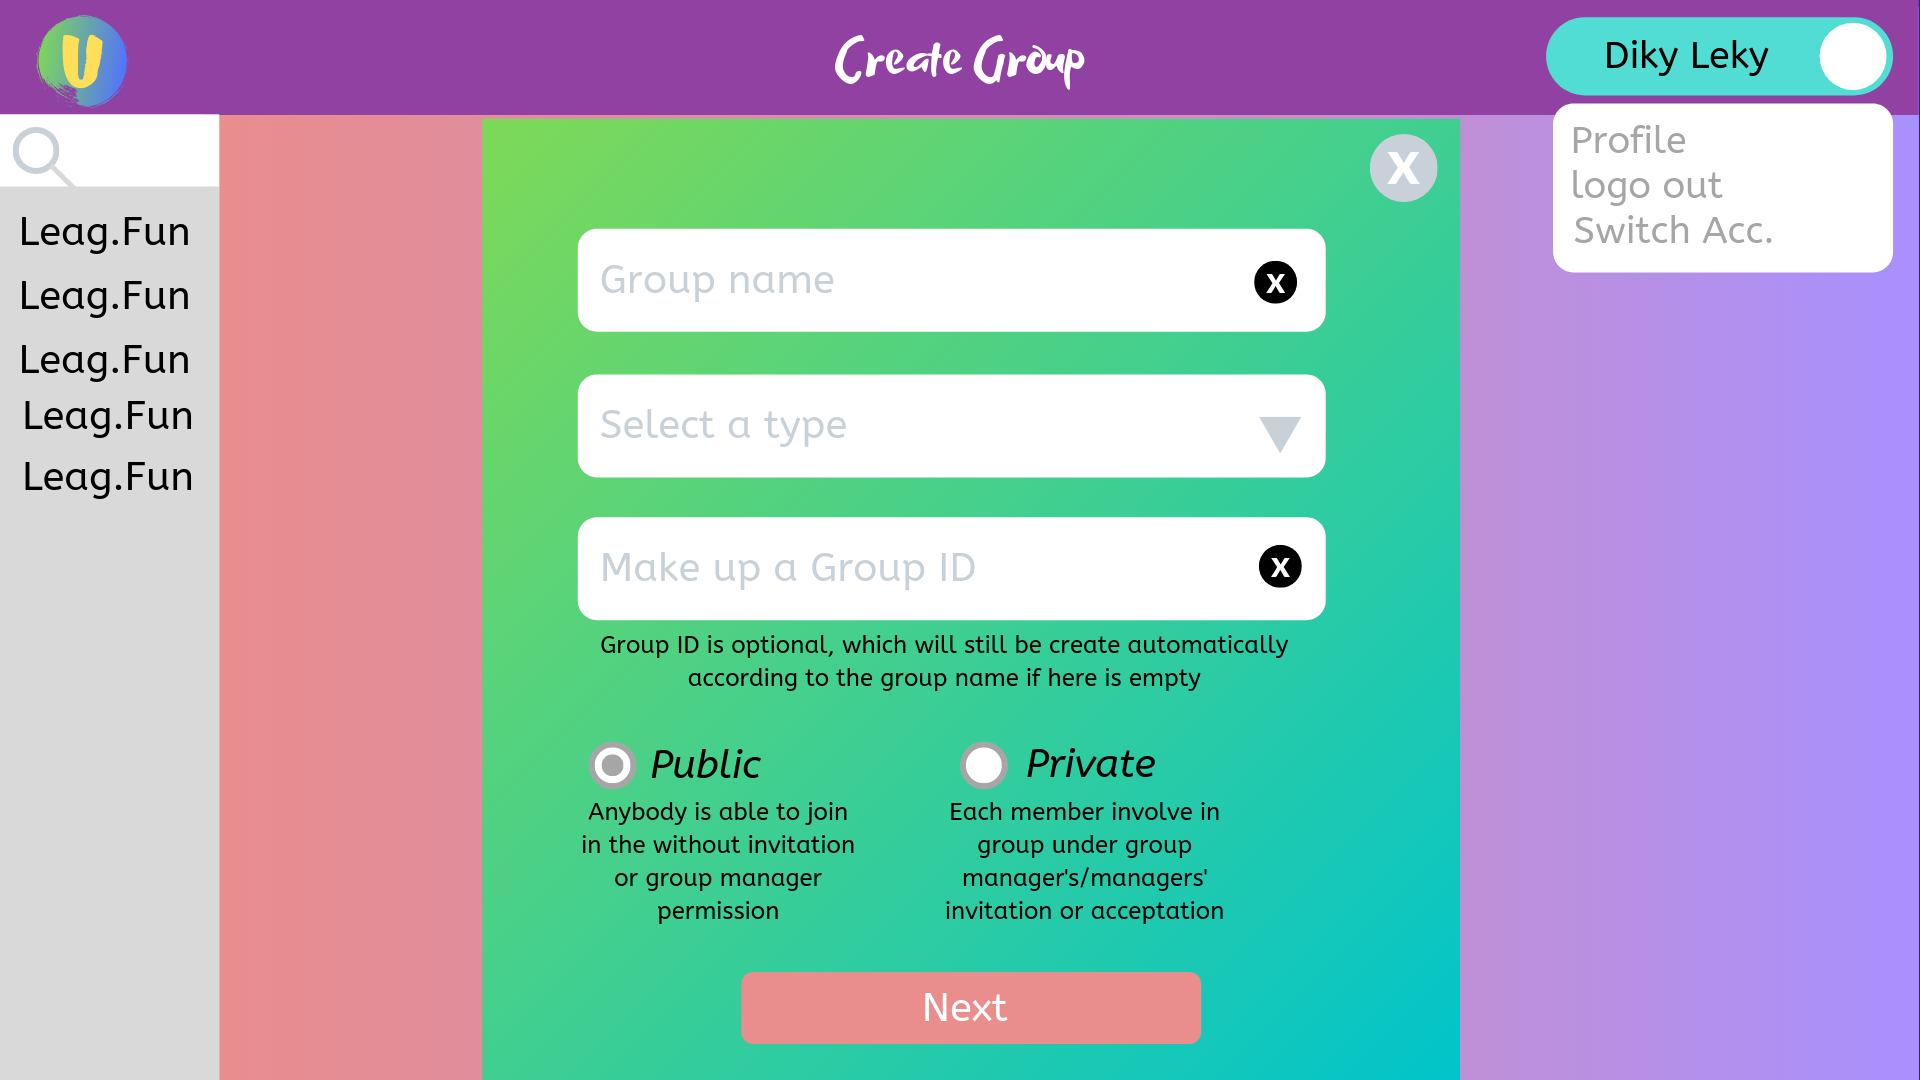 U
Create Group
Diky Leky
Profile
logo out
Switch Acc.
Leag.Fun
Leag.Fun
Leag.Fun
Leag.Fun
Leag.Fun
X
Group name
X
Select a type
Make up a Group ID
X
Group ID is optional, which will still be create automatically
according to the group name if here is empty
Public
Anybody is able to join
in the without invitation
or group manager
permission
Private
Each member involve in
group under group
manager's/managers'
invitation or acceptation
Next